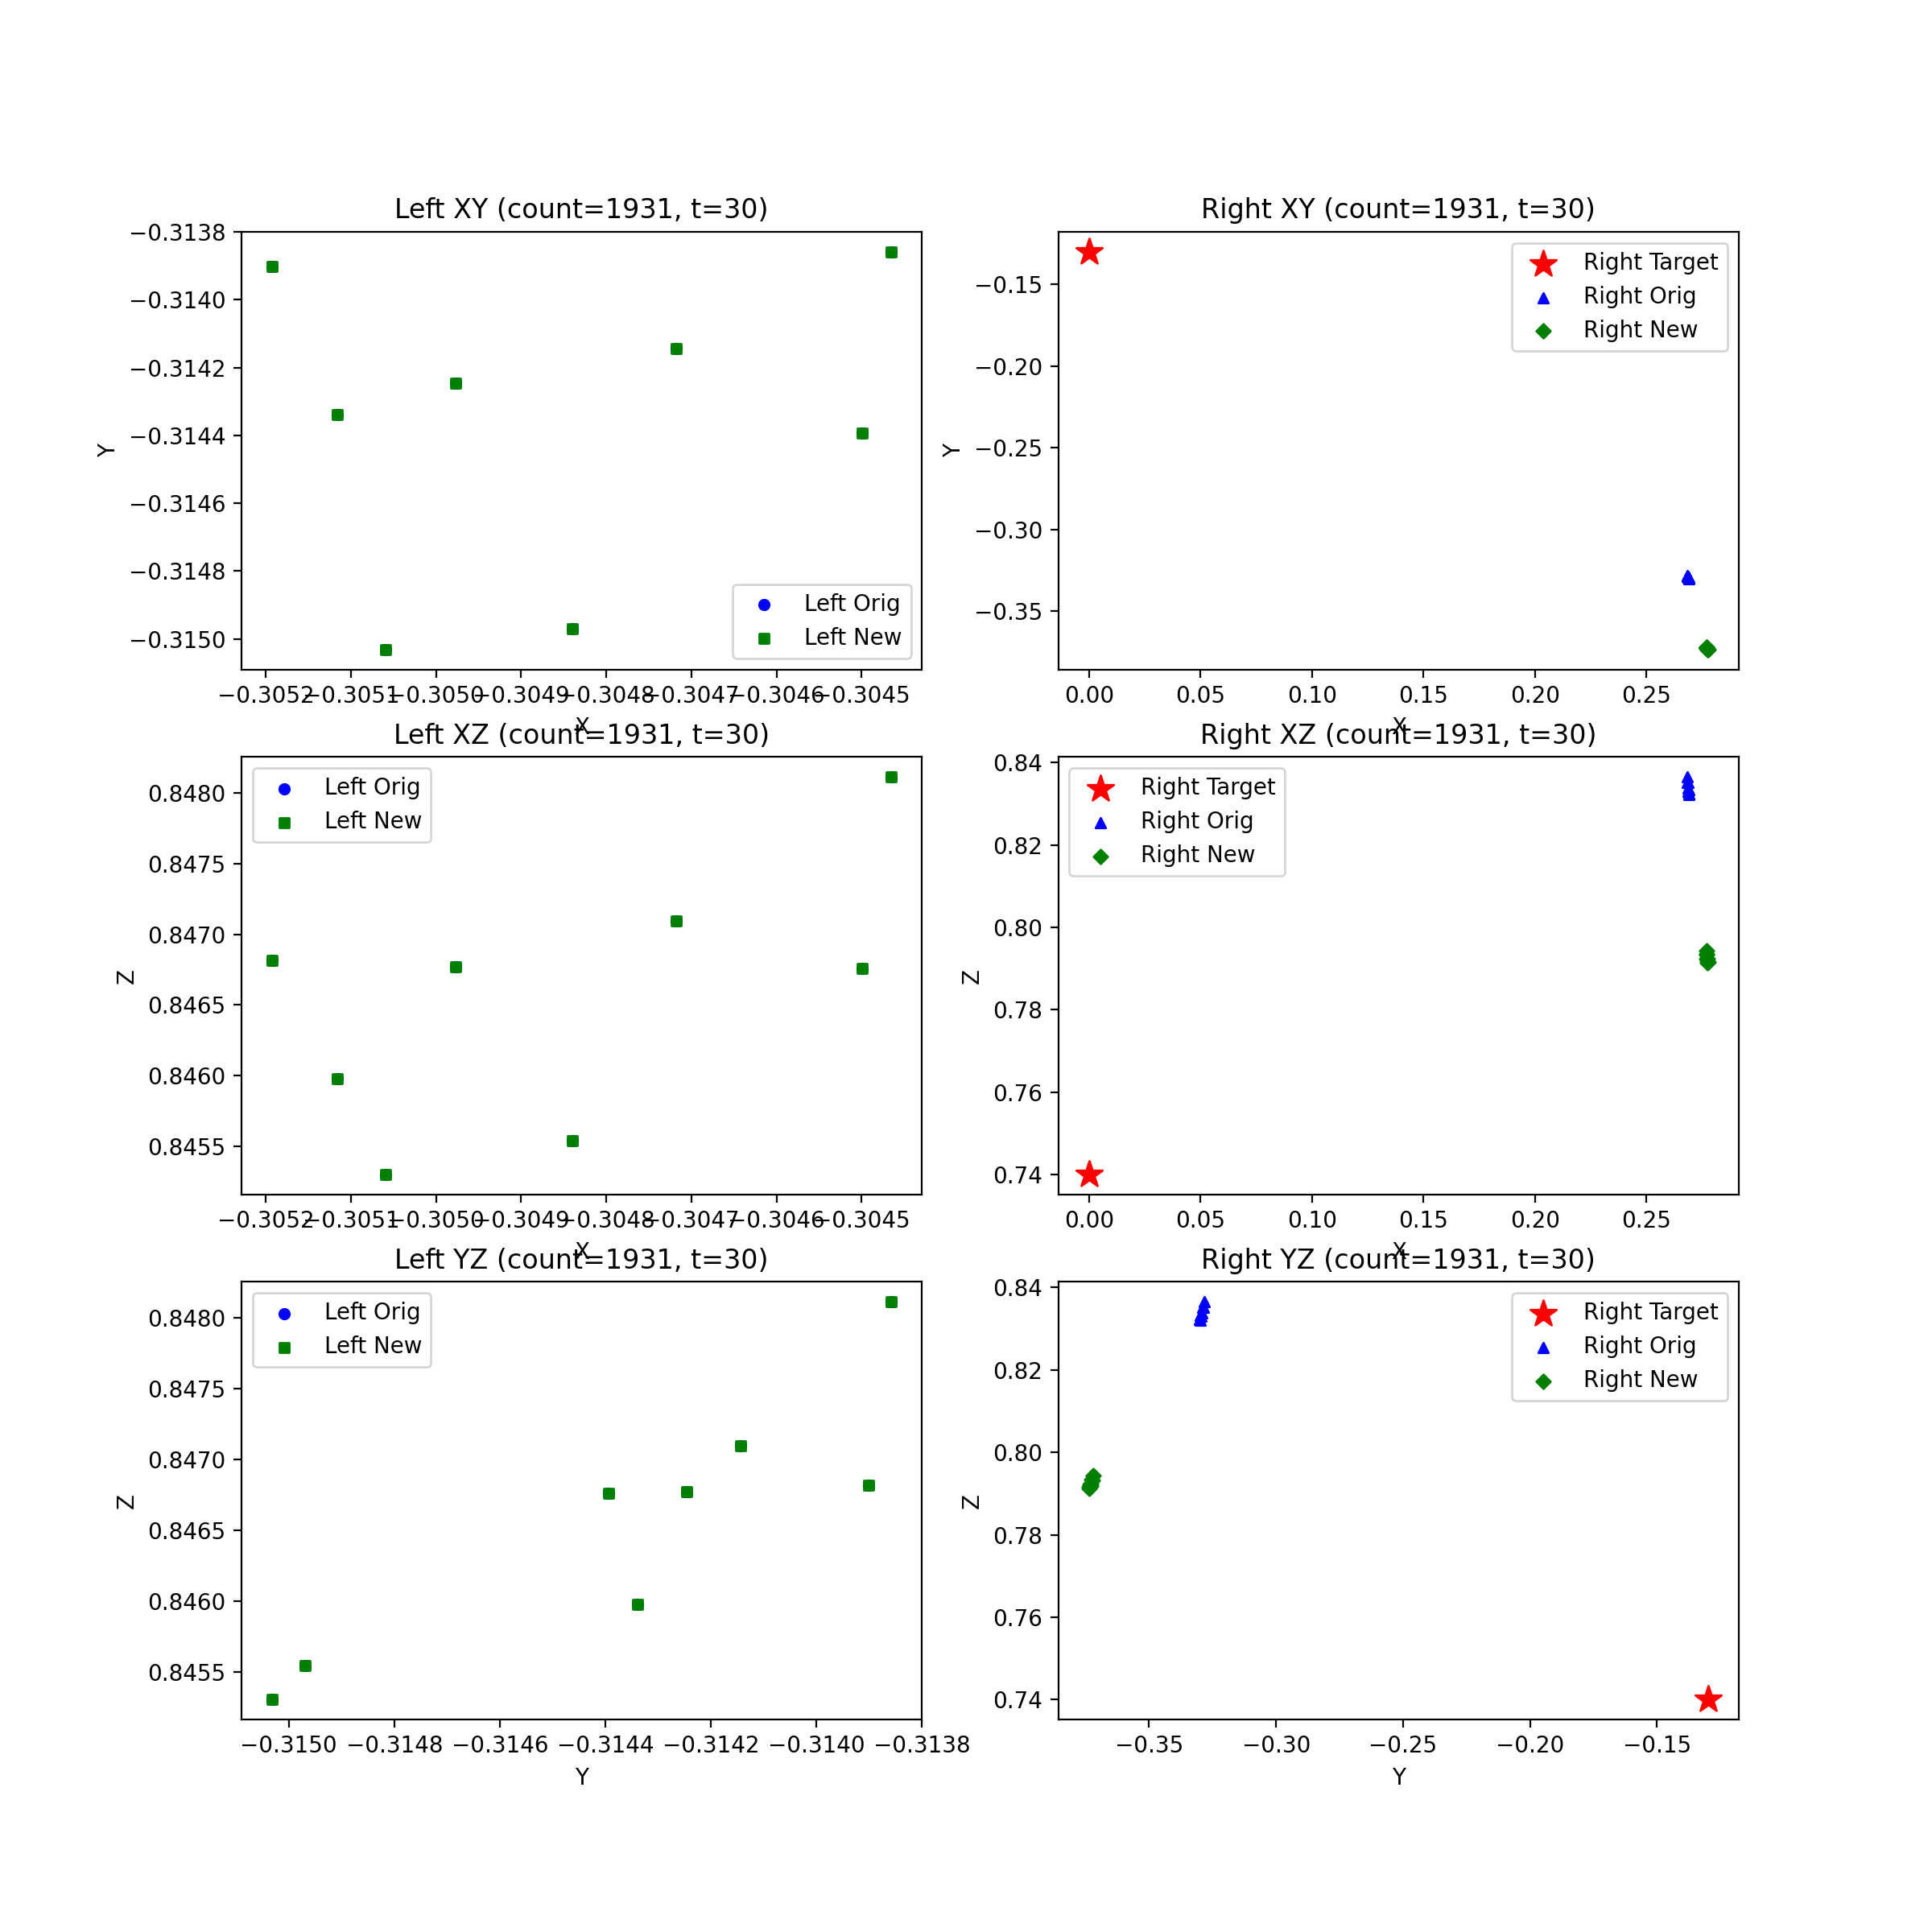 Left XY (count=1931, t=30)
−0.3138
−0.3140
−0.3142
−0.3144
−0.3146
−0.3148
−0.3150
Y
Left Orig
Left New
−0.3052 −0.3051 −0.3050 −0.3049 −0.3048 −0.3047 −0.3046 −0.3045
X
Right XY (count=1931, t=30)
−0.15
−0.20
−0.25
−0.30
−0.35
Y
Right Target
Right Orig
Right New
0.00 0.05 0.10 0.15 0.20 0.25
X
Left XZ (count=1931, t=30)
0.8480
0.8475
0.8470
0.8465
0.8460
0.8455
Z
Left Orig
Left New
−0.3052 −0.3051 −0.3050 −0.3049 −0.3048 −0.3047 −0.3046 −0.3045
X
Right XZ (count=1931, t=30)
0.84
0.82
0.80
0.78
0.76
0.74
Z
Right Target
Right Orig
Right New
0.00 0.05 0.10 0.15 0.20 0.25
X
Left YZ (count=1931, t=30)
0.8480
0.8475
0.8470
0.8465
0.8460
0.8455
Z
Left Orig
Left New
−0.3150 −0.3148 −0.3146 −0.3144 −0.3142 −0.3140 −0.3138
Y
Right YZ (count=1931, t=30)
0.84
0.82
0.80
0.78
0.76
0.74
Z
Right Target
Right Orig
Right New
−0.35 −0.30 −0.25 −0.20 −0.15
Y